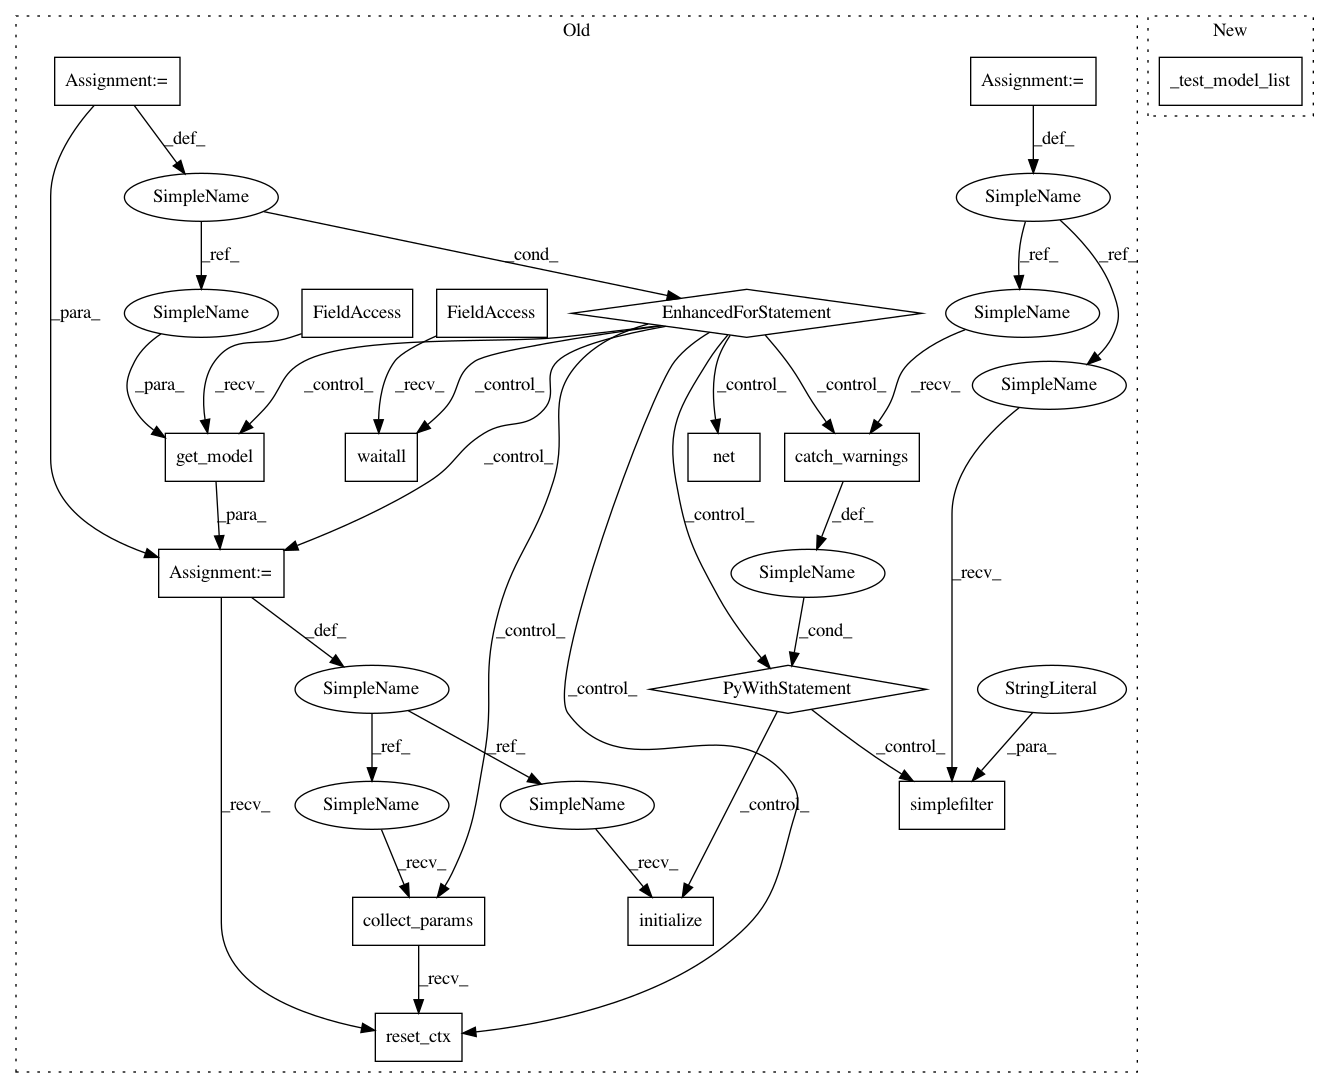 Old
New
Assignment:=
Assignment:=
_test_model_list
_def_
_def_
SimpleName
SimpleName
_ref_
_cond_
_ref_
_ref_
_para_
SimpleName
FieldAccess
FieldAccess
EnhancedForStatement
SimpleName
_para_
_recv_
_control_
_recv_
_control_
_control_
_control_
_recv_
SimpleName
get_model
waitall
_control_
net
catch_warnings
_para_
_control_
_def_
Assignment:=
SimpleName
_recv_
_def_
_control_
_cond_
SimpleName
_control_
PyWithStatement
StringLiteral
_ref_
_ref_
_control_
_para_
_recv_
SimpleName
SimpleName
_control_
simplefilter
_recv_
_recv_
collect_params
initialize
_recv_
reset_ctx